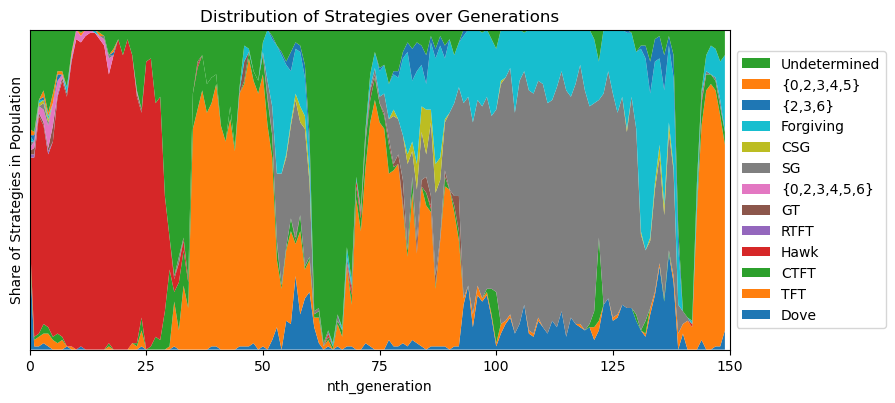 Distribution of Strategies over Generations
Share of Strategies in Population
0
25
50
75
100
125
150
nth_generation
Undetermined
{0,2,3,4,5}
{2,3,6}
Forgiving
CSG
SG
{0,2,3,4,5,6}
GT
RTFT
Hawk
CTFT
TFT
Dove